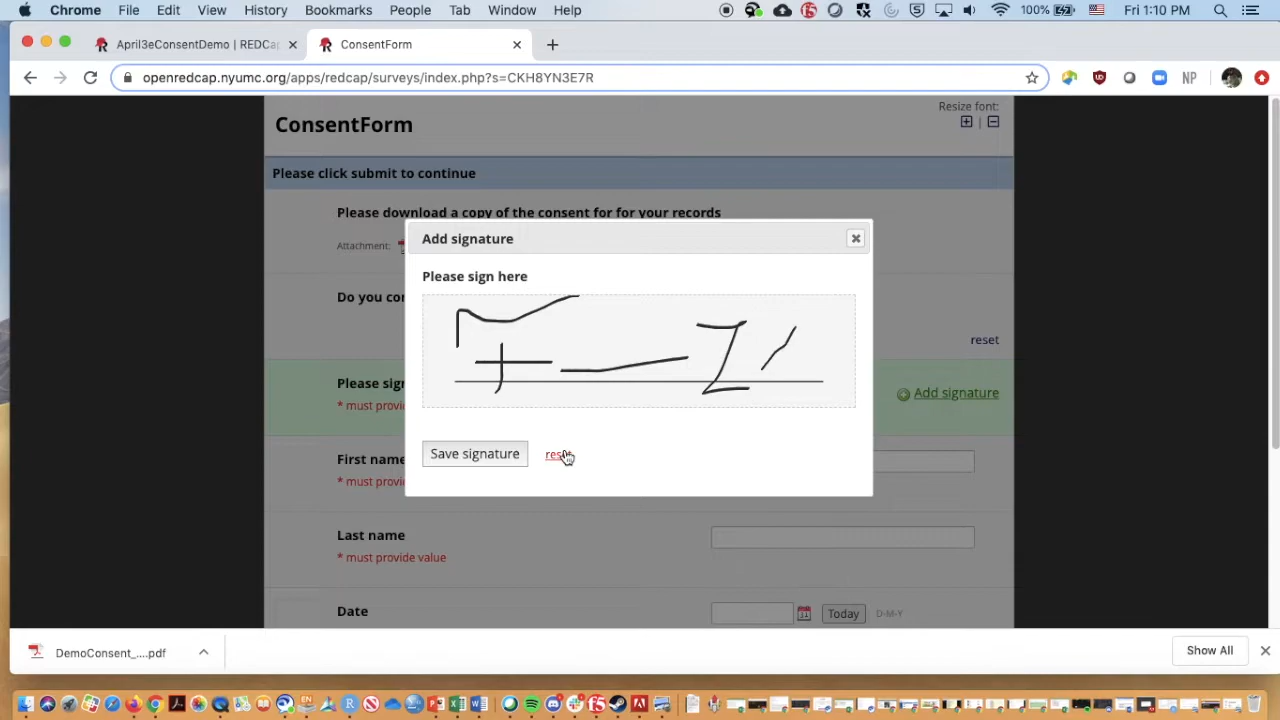 Chrome File Edit View History Bookmarks People Tab Window Help 100% Fri 1:10 PM
April3eConsentDemo | REDCap ConsentForm
openredcap.nyumc.org/apps/redcap/surveys/index.php?s=CKH8YN3E7R NP
Resize font:
ConsentForm
Please click submit to continue
Please download a copy of the consent for for your records
Attachment:
Add signature
Please sign here
Do you con
reset
Please sig
Add signature
* must provi
Save signature reset
First name
* must provi
Last name
* must provide value
Date
Today D-M-Y
DemoConsent_....pdf Show All